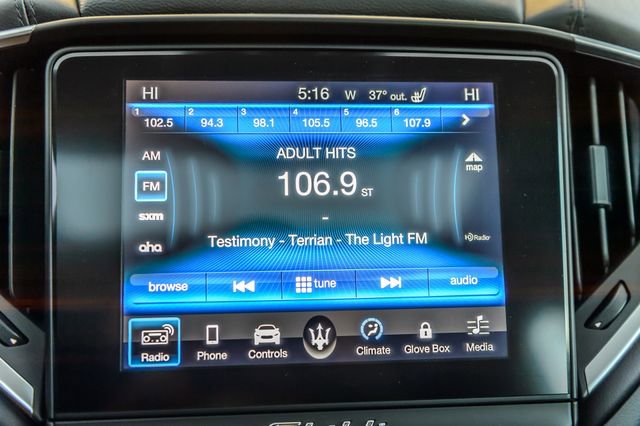 HI 5:16 W 37° out. HI
1 2 3 4 5 6
102.5 94.3 98.1 105.5 96.5 107.9
AM ADULT HITS map
FM 106.9 ST
sxm -
aha Testimony - Terrian - The Light FM HD Radio
browse tune audio
Radio Phone Controls Climate Glove Box Media